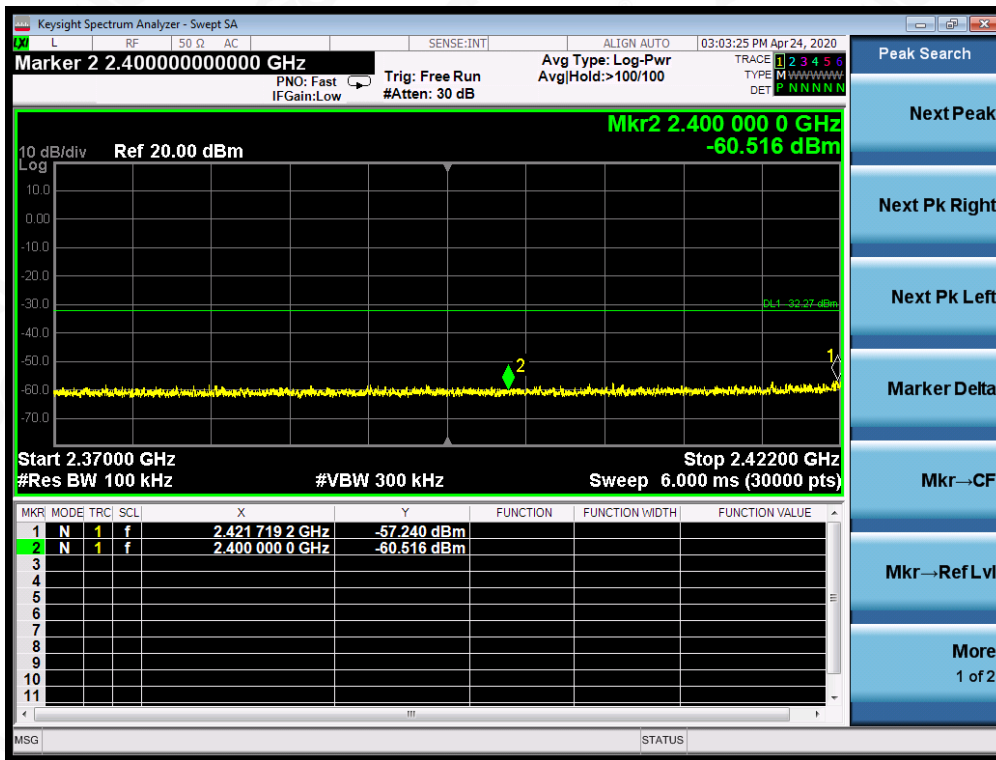 Keysight Spectrum Analyzer - Swept SA
LXI L RF 50 Ω AC SENSE:INT ALIGN AUTO 03:03:25 PM Apr 24, 2020
Marker 2 2.400000000000 GHz
PNO: Fast
IFGain:Low
Trig: Free Run
#Atten: 30 dB
Avg Type: Log-Pwr
Avg|Hold:>100/100
TRACE 1 2 3 4 5 6
TYPE M WWWWW
DET P N N N N N
Mkr2 2.400 000 0 GHz
-60.516 dBm
10 dB/div Ref 20.00 dBm
Log
10.0
0.00
-10.0
-20.0
-30.0
DL1 -32.27 dBm
-40.0
-50.0
-60.0
-70.0
2
1
Start 2.37000 GHz Stop 2.42200 GHz
#Res BW 100 kHz #VBW 300 kHz Sweep 6.000 ms (30000 pts)
MKR MODE TRC SCL X Y FUNCTION FUNCTION WIDTH FUNCTION VALUE
1 N 1 f 2.421 719 2 GHz -57.240 dBm
2 N 1 f 2.400 000 0 GHz -60.516 dBm
3
4
5
6
7
8
9
10
11
MSG STATUS
Peak Search
Next Peak
Next Pk Right
Next Pk Left
Marker Delta
Mkr→CF
Mkr→Ref Lvl
More
1 of 2